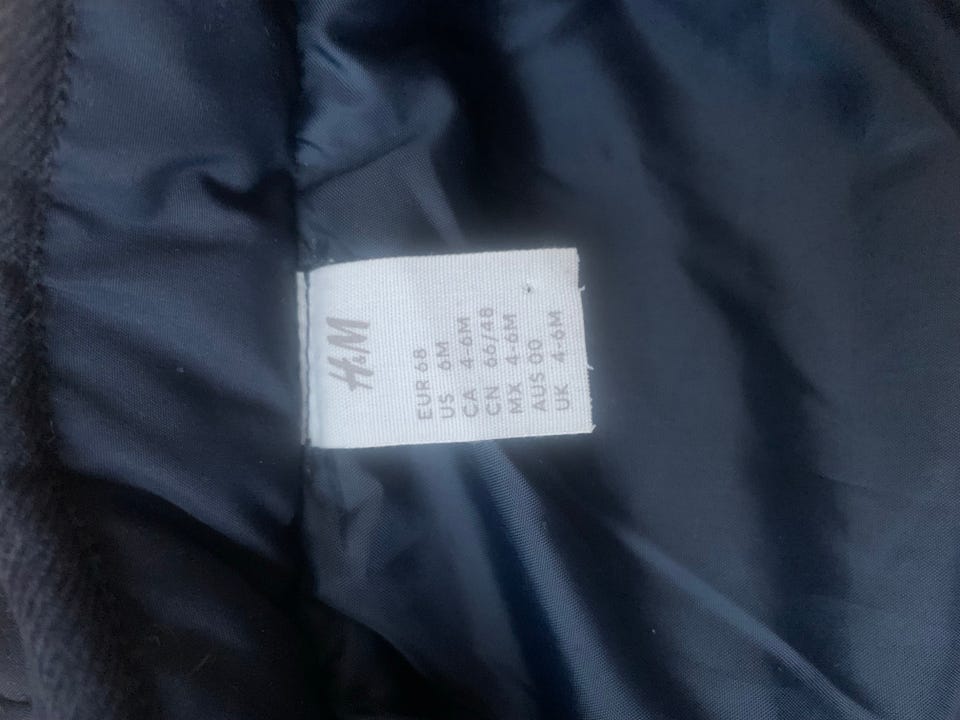 H&M
EUR 68
US 6M
CA 4-6M
CN 66/48
MX 4-6M
AUS 00
UK 4-6M